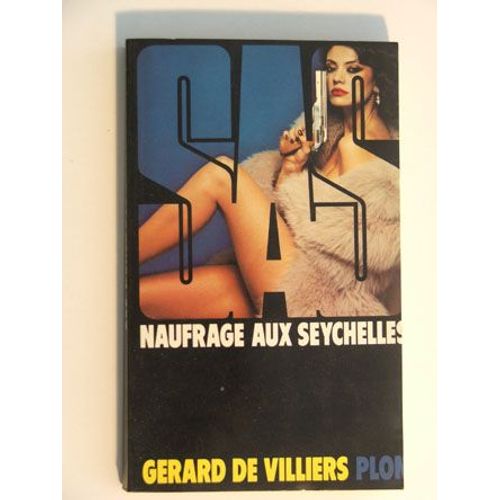 SAS
NAUFRAGE AUX SEYCHELLES
GERARD DE VILLIERS PLON